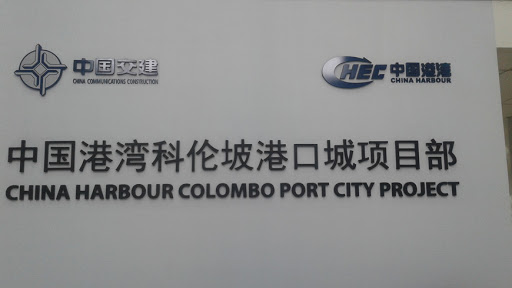 中国交建
CHINA COMMUNICATIONS CONSTRUCTION
CHEC 中国港湾
CHINA HARBOUR
中国港湾科伦坡港口城项目部
CHINA HARBOUR COLOMBO PORT CITY PROJECT